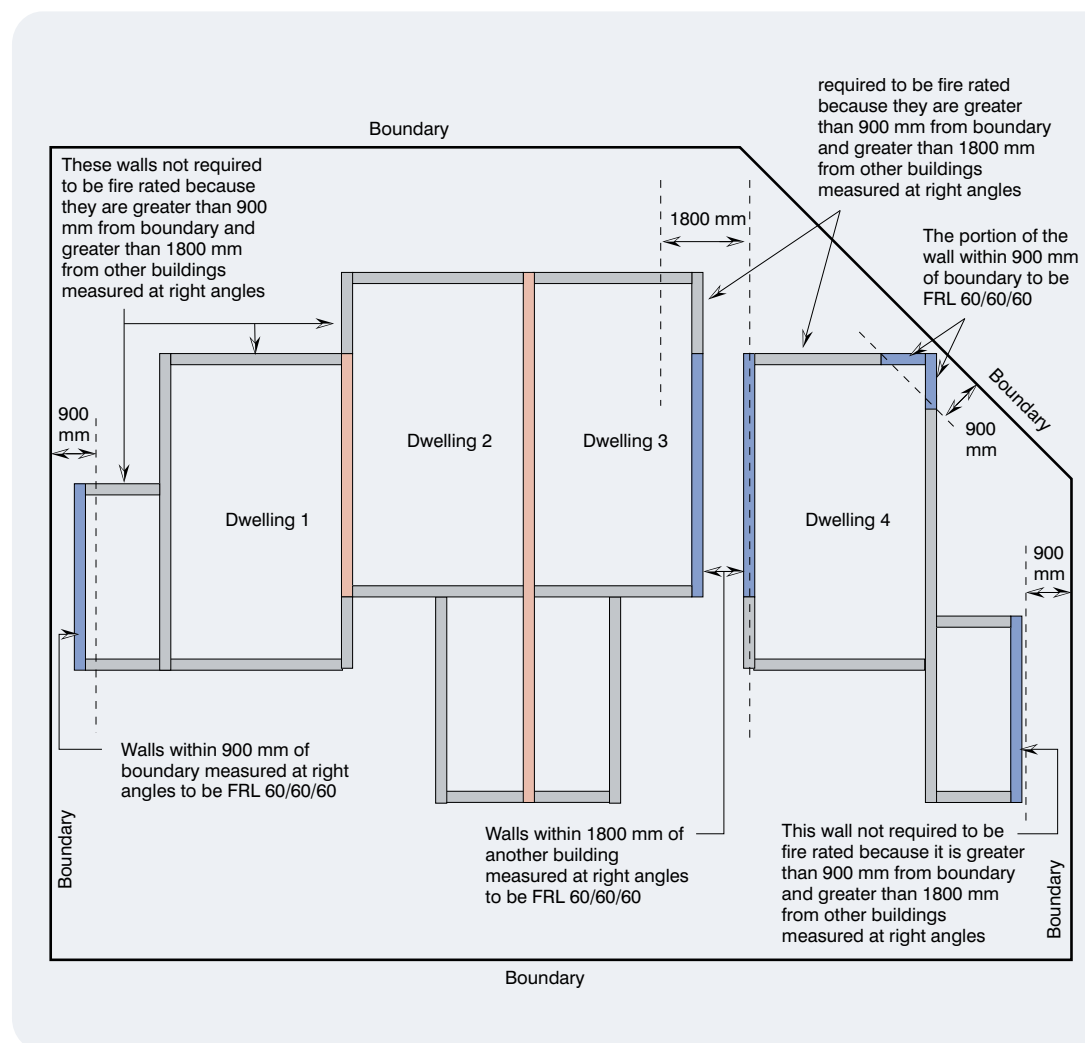 required to be fire rated
because they are greater
than 900 mm from boundary
and greater than 1800 mm
from other buildings
measured at right angles
Boundary
These walls not required
to be fire rated because
they are greater than 900
mm from boundary and
greater than 1800 mm
from other buildings
measured at right angles
1800 mm
The portion of the
wall within 900 mm
of boundary to be
FRL 60/60/60
Boundary
900
mm
900
mm
Dwelling 2
Dwelling 3
Dwelling 1
Dwelling 4
900
mm
Walls within 900 mm of
boundary measured at right
angles to be FRL 60/60/60
Boundary
Walls within 1800 mm of
another building
measured at right angles
to be FRL 60/60/60
This wall not required to be
fire rated because it is greater
than 900 mm from boundary
and greater than 1800 mm
from other buildings
measured at right angles
Boundary
Boundary